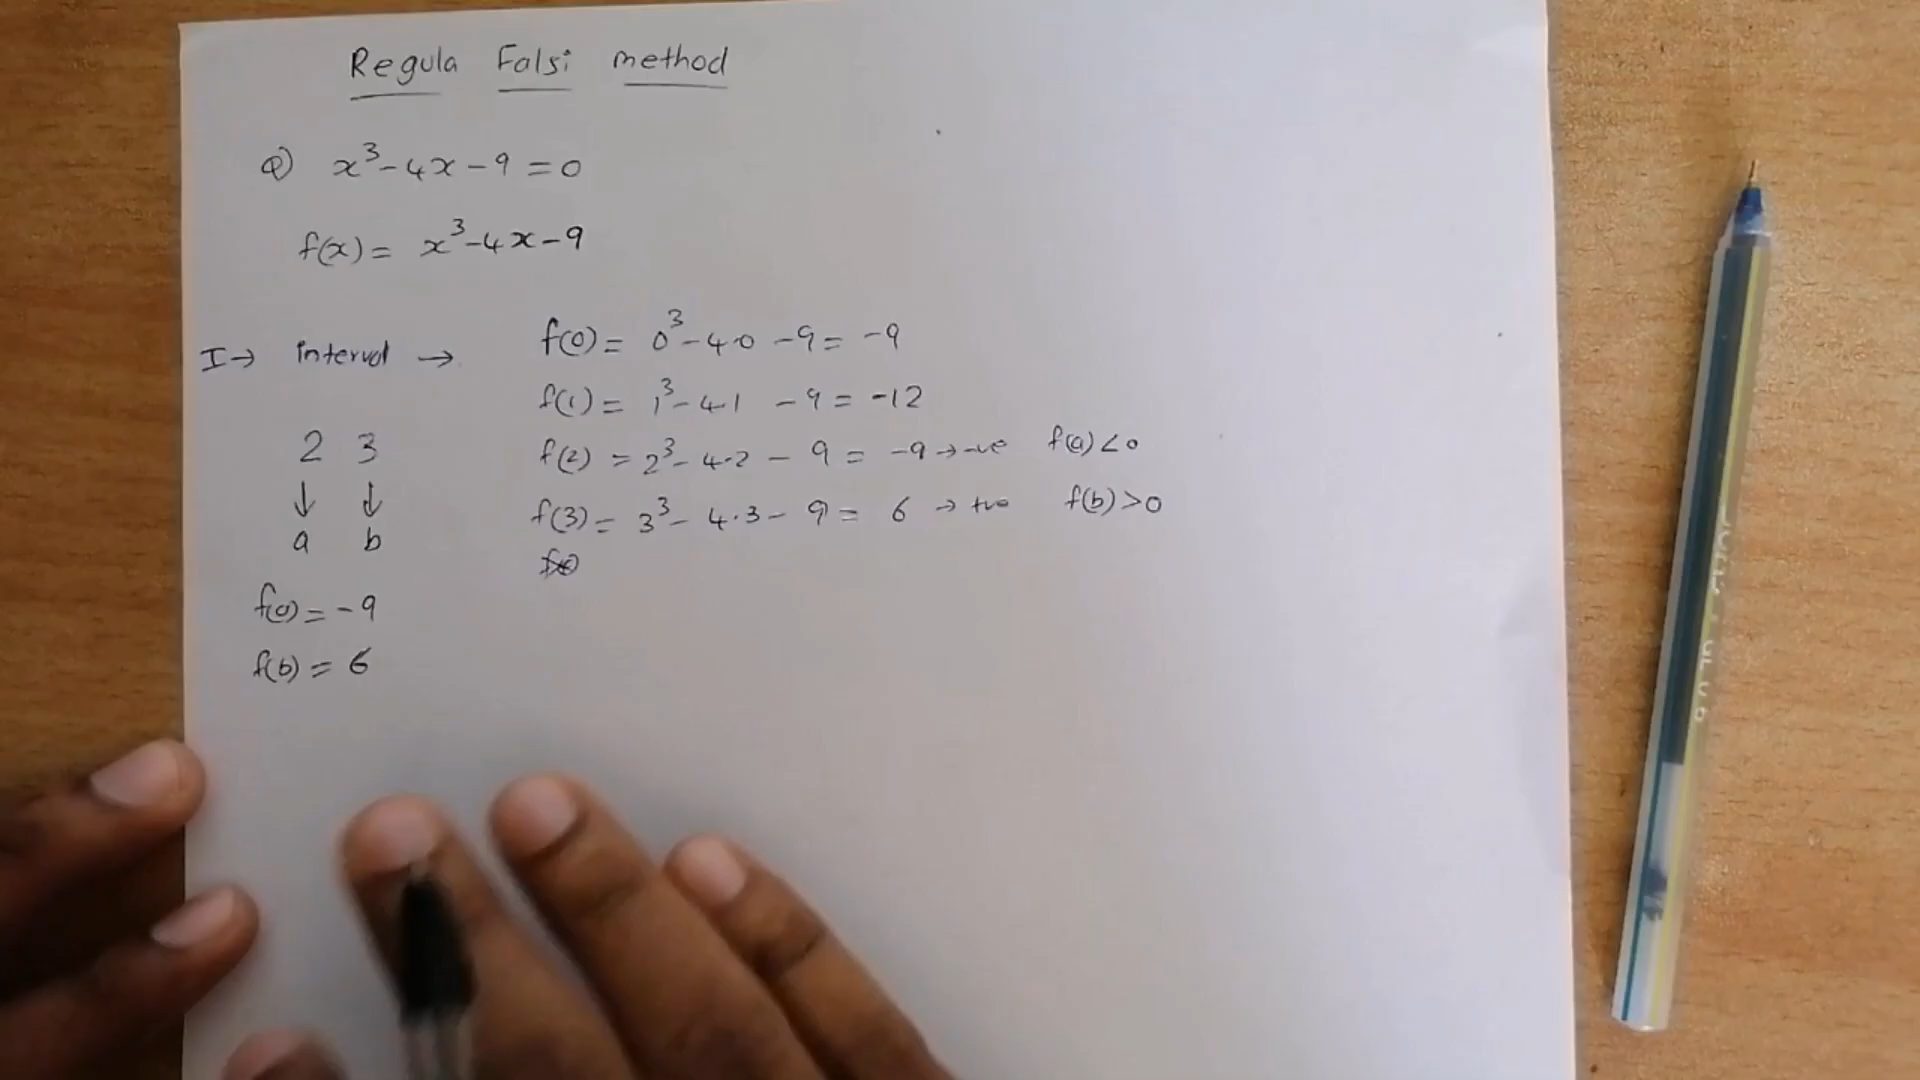 Regula Falsi method
Q) x³-4x-9=0
f(x)= x³-4x-9
I→ interval → f(0)= 0³-4·0-9=-9
f(1)= 1³-4·1-9=-12
2 3 f(2)=2³-4·2-9=-9→-ve f(a)<0
↓ ↓ f(3)=3³-4·3-9=6→+ve f(b)>0
a b
f(a)=-9
f(b)=6